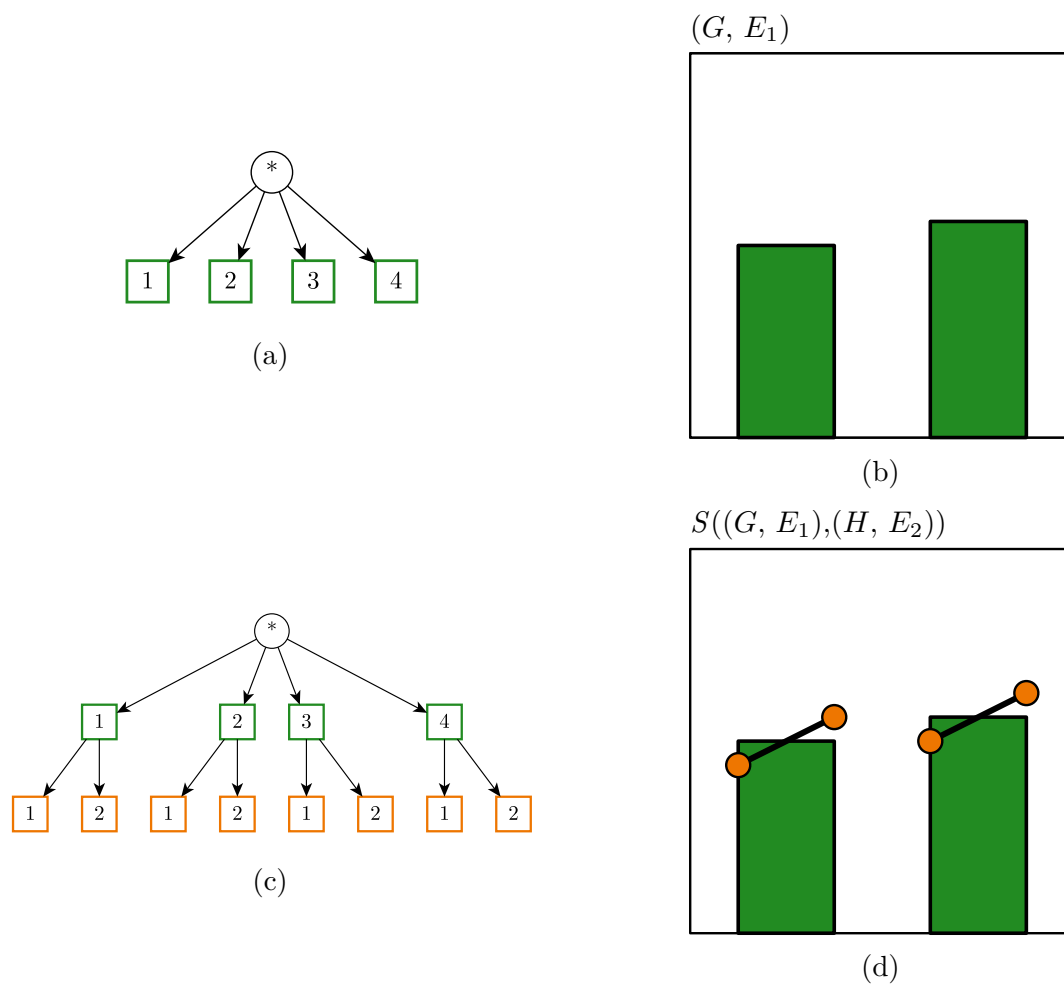 (G, E₁)
*
1 2 3 4
(a)
(b)
S((G, E₁),(H, E₂))
*
1 2 3 4
1 2 1 2 1 2 1 2
(c)
(d)